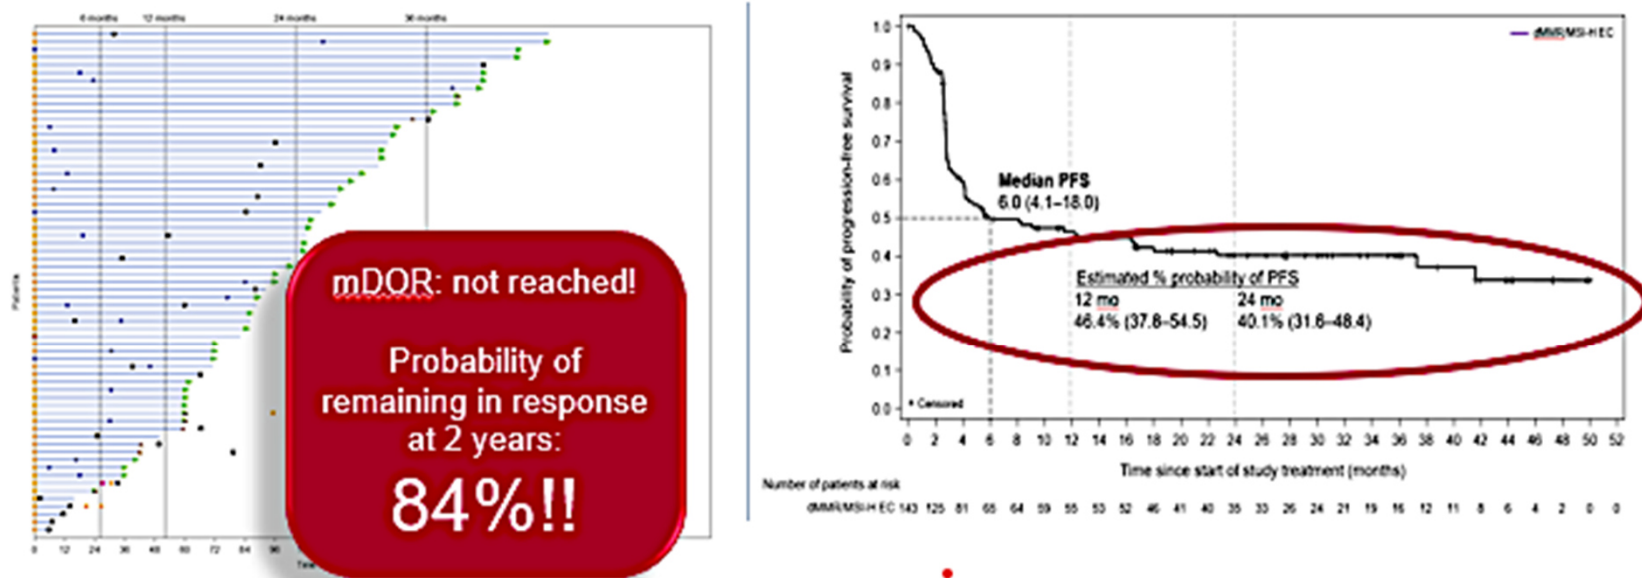 6 months 12 months 24 months 36 months
Patients
0 12 24 36 48 60 72 84 96
mDOR: not reached!
Probability of
remaining in response
at 2 years:
84%!!
Probability of progression-free survival
1.0
0.9
0.8
0.7
0.6
0.5
0.4
0.3
0.2
0.1
0.0
dMMR/MSI-H EC
Median PFS
6.0 (4.1–18.0)
Estimated % probability of PFS
12 mo 24 mo
46.4% (37.8–54.5) 40.1% (31.6–48.4)
Censored
0 2 4 6 8 10 12 14 16 18 20 22 24 26 28 30 32 34 36 38 40 42 44 46 48 50 52
Time since start of study treatment (months)
Number of patients at risk
dMMR/MSI-H EC 143 125 81 65 64 59 55 53 52 46 41 40 35 33 26 24 21 19 16 12 11 8 6 4 2 0 0